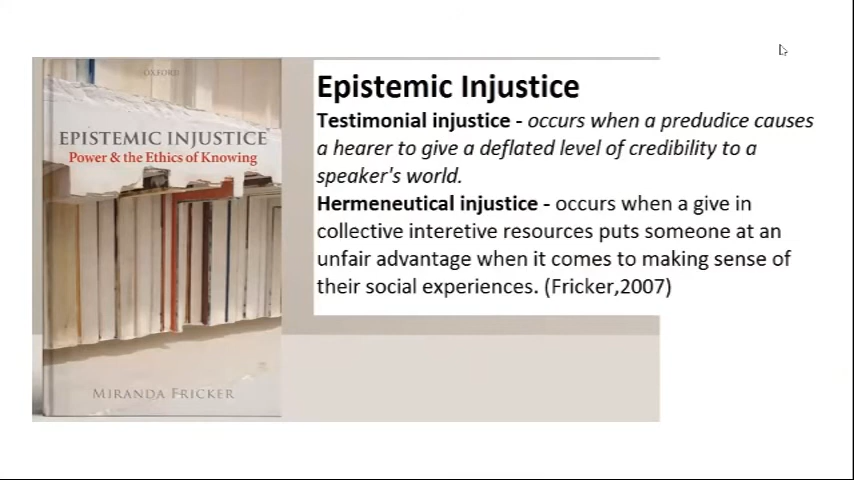 OXFORD
EPISTEMIC INJUSTICE
Power & the Ethics of Knowing
MIRANDA FRICKER
Epistemic Injustice
Testimonial injustice - occurs when a predudice causes
a hearer to give a deflated level of credibility to a
speaker's world.
Hermeneutical injustice - occurs when a give in
collective interetive resources puts someone at an
unfair advantage when it comes to making sense of
their social experiences. (Fricker,2007)